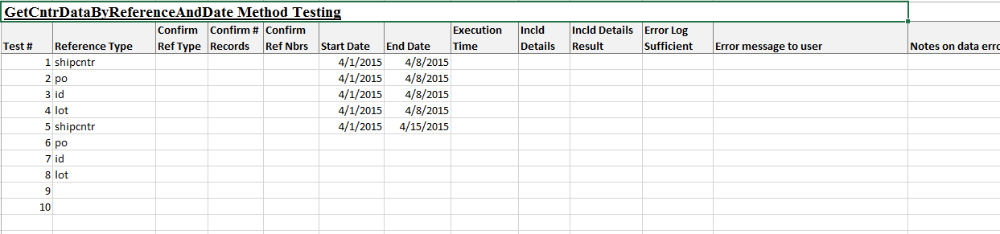 GetCntrDataByReferenceAndDate Method Testing
Confirm Confirm # Confirm Execution Incld Incld Details Error Log
Test # Reference Type Ref Type Records Ref Nbrs Start Date End Date Time Details Result Sufficient Error message to user Notes on data
1 shipcntr 4/1/2015 4/8/2015
2 po 4/1/2015 4/8/2015
3 id 4/1/2015 4/8/2015
4 lot 4/1/2015 4/8/2015
5 shipcntr 4/1/2015 4/15/2015
6 po
7 id
8 lot
9
10